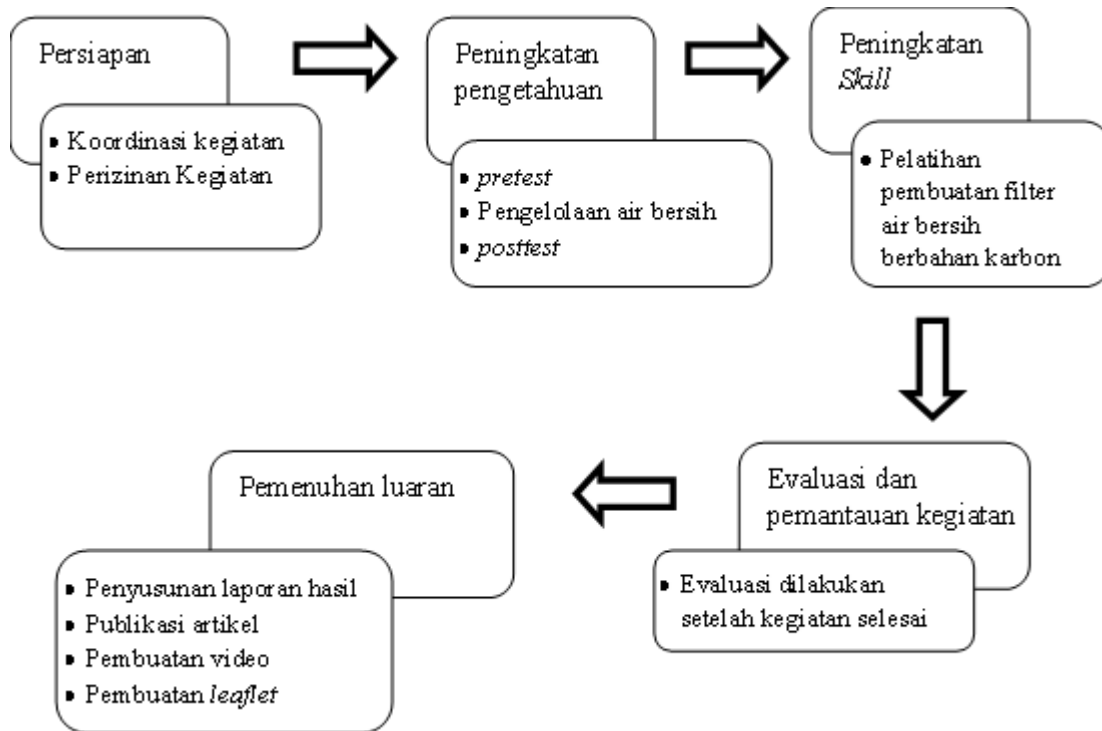 Persiapan
• Koordinasi kegiatan
• Perizinan Kegiatan
Peningkatan
pengetahuan
• pretest
• Pengelolaan air bersih
• posttest
Peningkatan
Skill
• Pelatihan
pembuatan filter
air bersih
berbahan karbon
Evaluasi dan
pemantauan kegiatan
• Evaluasi dilakukan
setelah kegiatan selesai
Pemenuhan luaran
• Penyusunan laporan hasil
• Publikasi artikel
• Pembuatan video
• Pembuatan leaflet